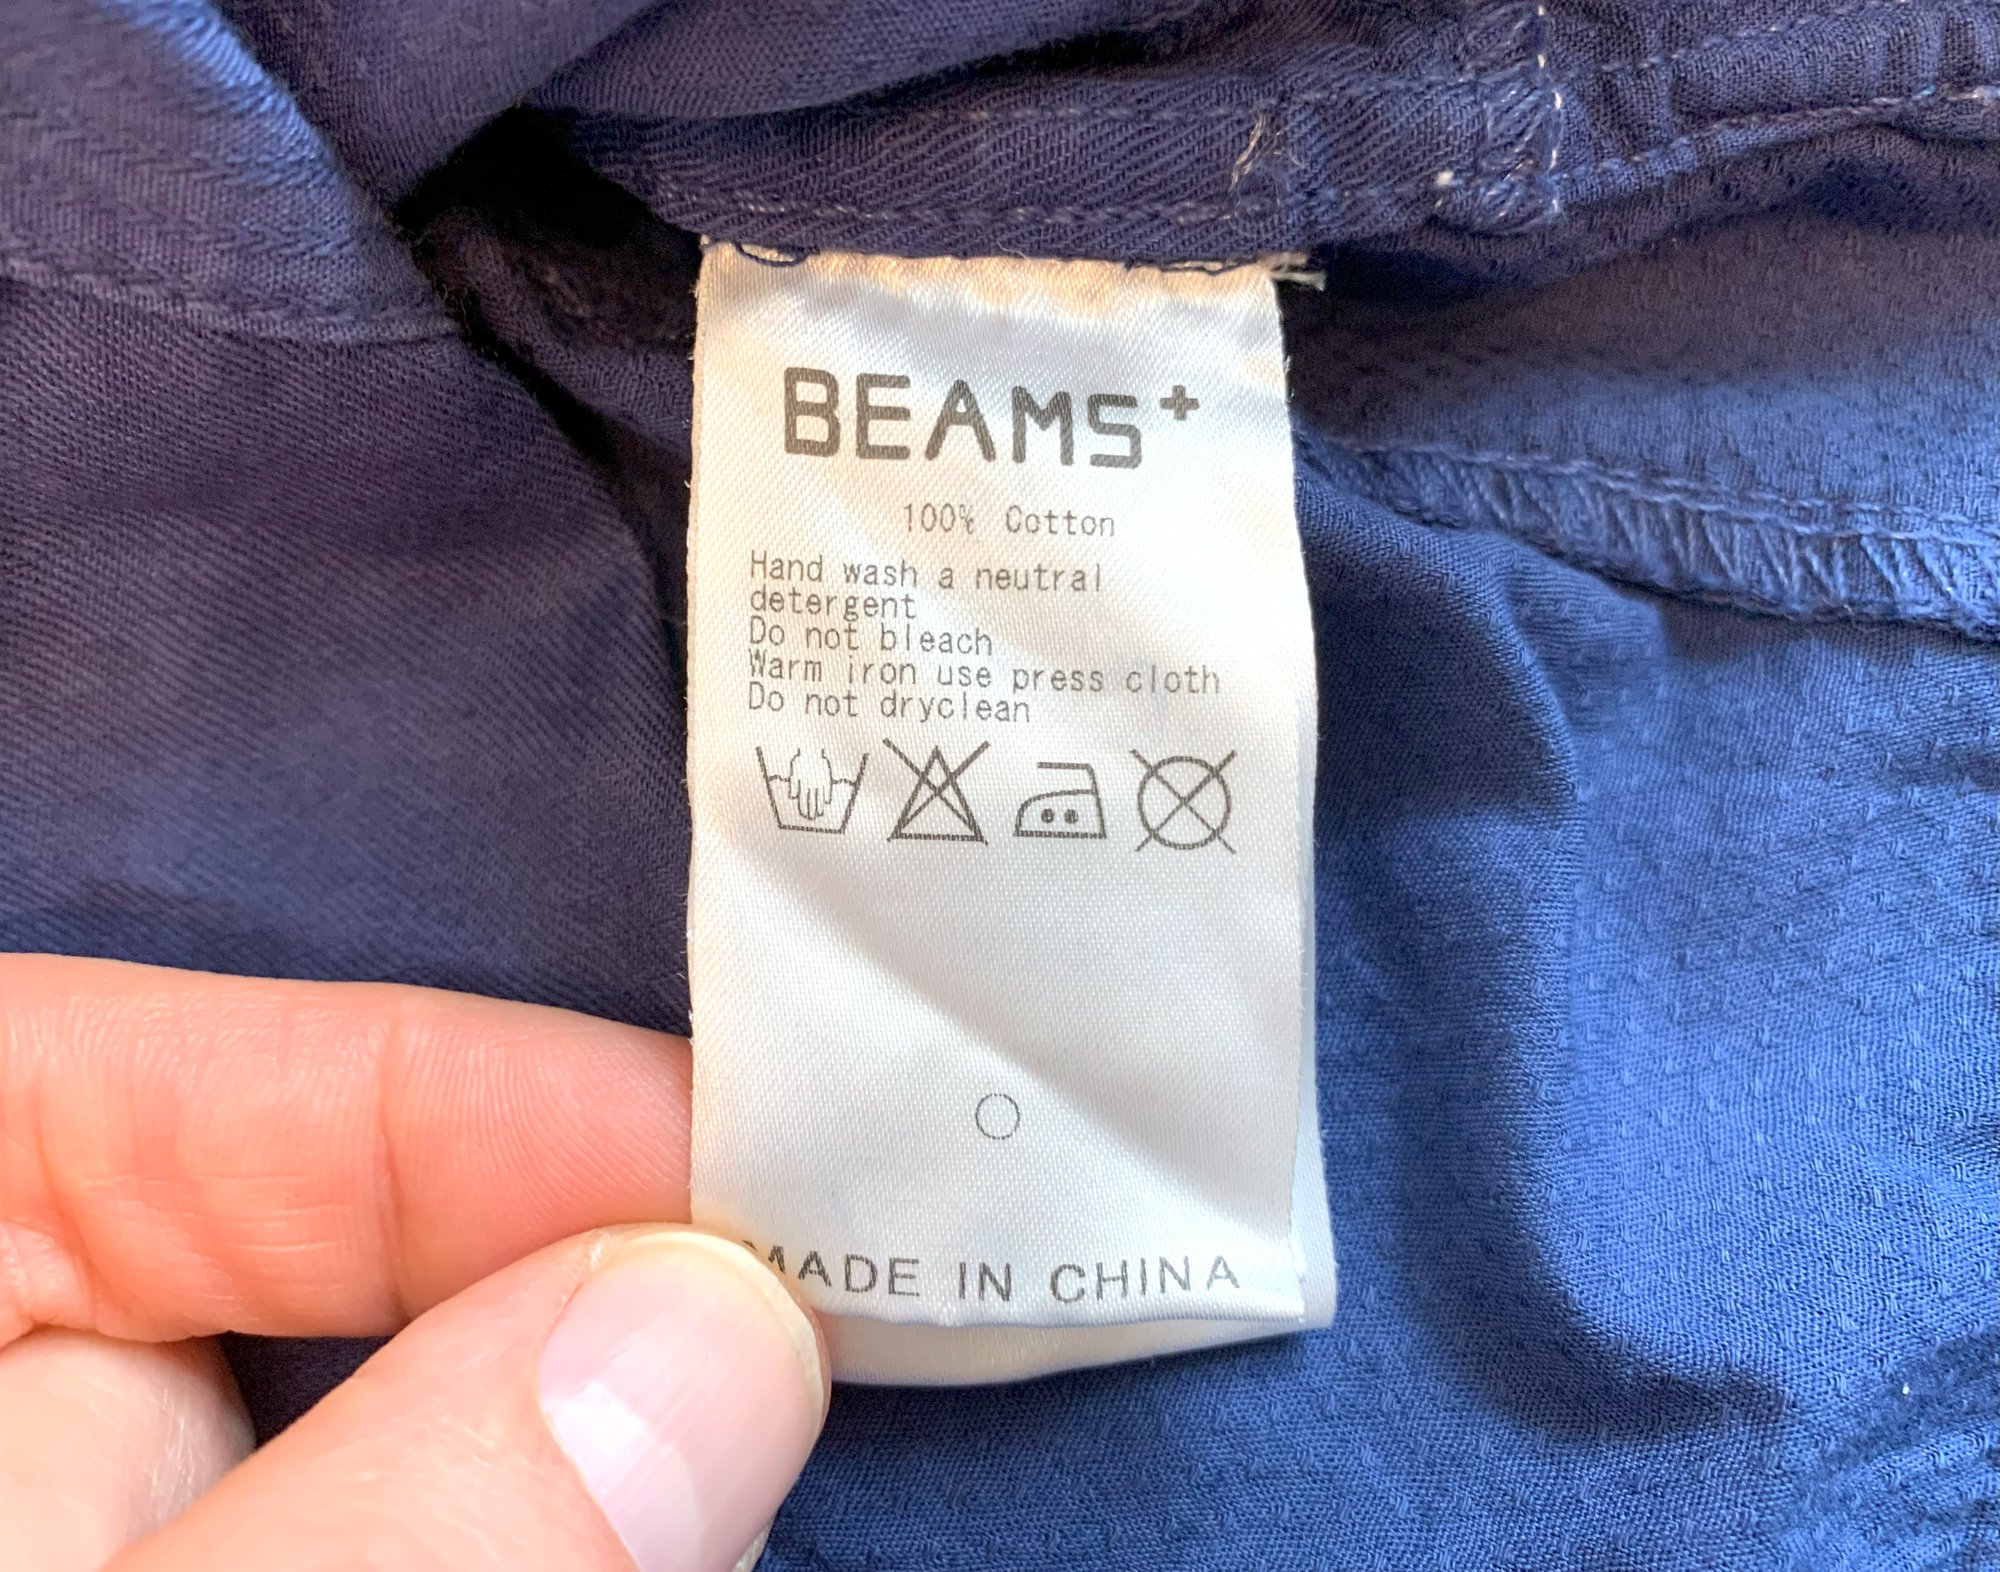 BEAMS+
100% Cotton
Hand wash a neutral
detergent
Do not bleach
Warm iron use press cloth
Do not dryclean
MADE IN CHINA